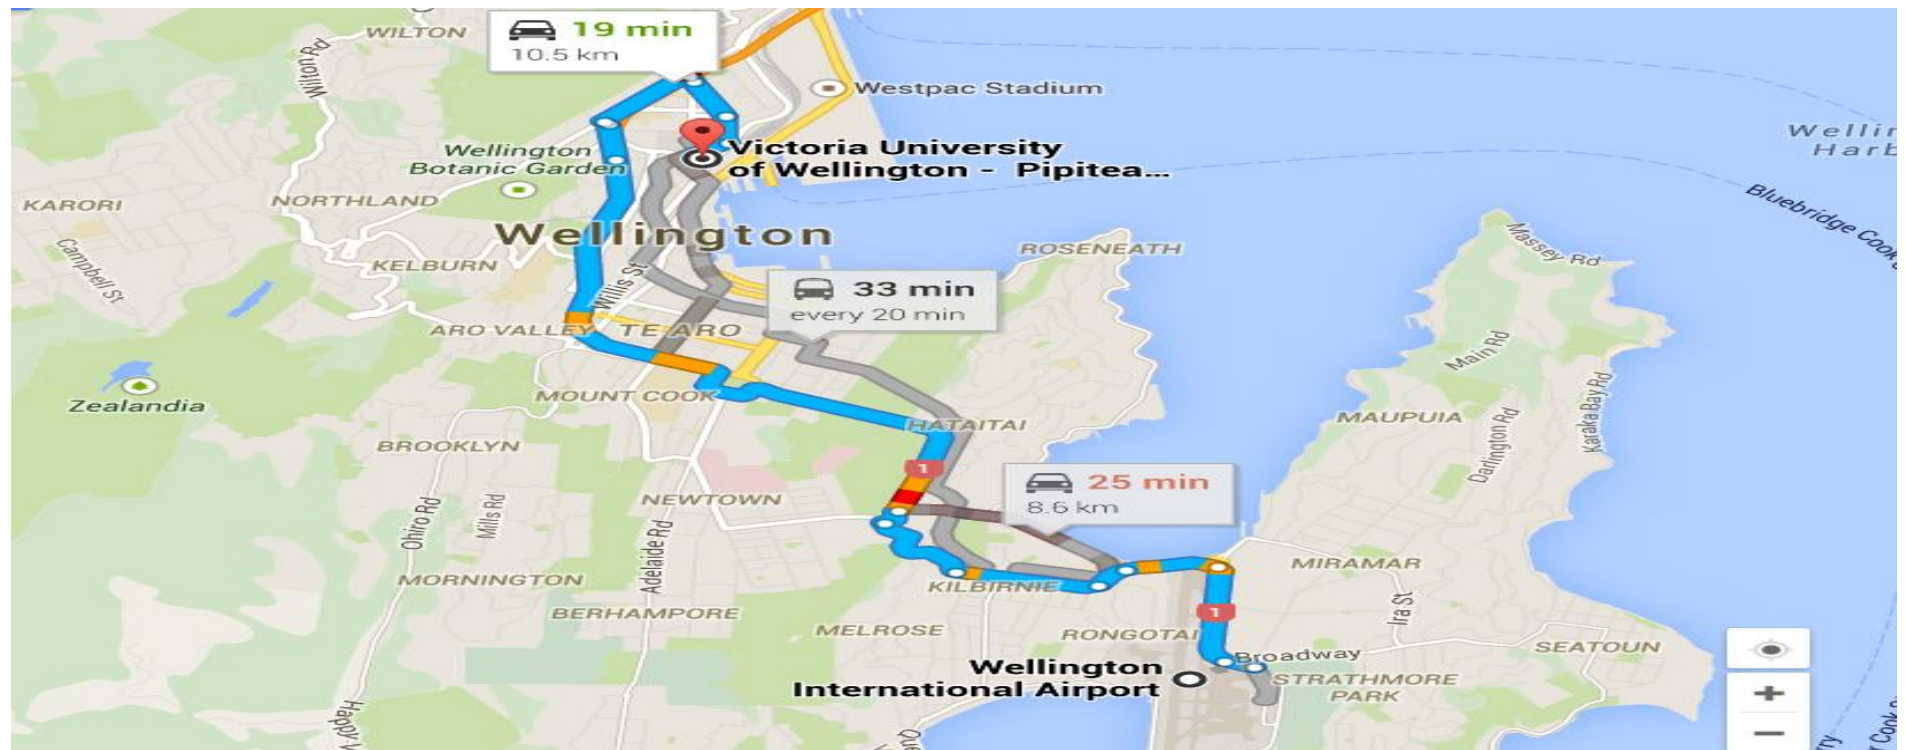 19 min
10.5 km
WILTON
Wilton Rd
Westpac Stadium
Wellington
Botanic Garden
Victoria University
of Wellington - Pipitea...
KARORI
NORTHLAND
Wellington
Campbell St
KELBURN
Willis St
ARO VALLEY
TE ARO
33 min
every 20 min
ROSENEATH
Massey Rd
Bluebridge Cook
Main Rd
Zealandia
MOUNT COOK
HATAITAI
MAUPUIA
Karaka Bay Rd
Darlington Rd
BROOKLYN
1
25 min
8.6 km
NEWTOWN
Ohiro Rd
Mills Rd
Adelaide Rd
MORNINGTON
KILBIRNIE
MIRAMAR
BERHAMPORE
1
Ira St
MELROSE
RONGOTAI
SEATOUN
Broadway
Wellington
International Airport
STRATHMORE
PARK
+
−